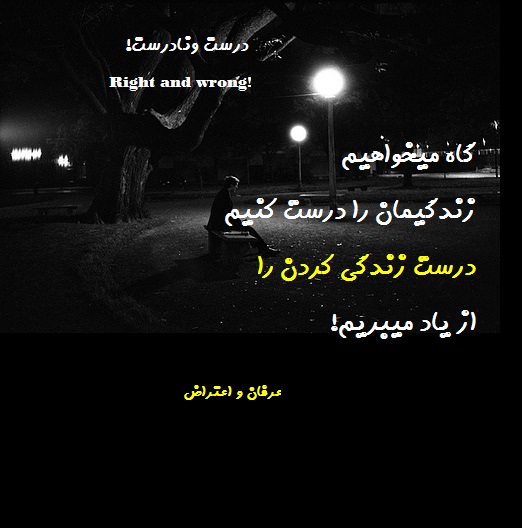 درست ونادرست!
Right and wrong!
گاه میخواهیم
زندگیمان را درست کنیم
درست زندگی کردن را
از یاد میبریم!
عرفان و اعتراض